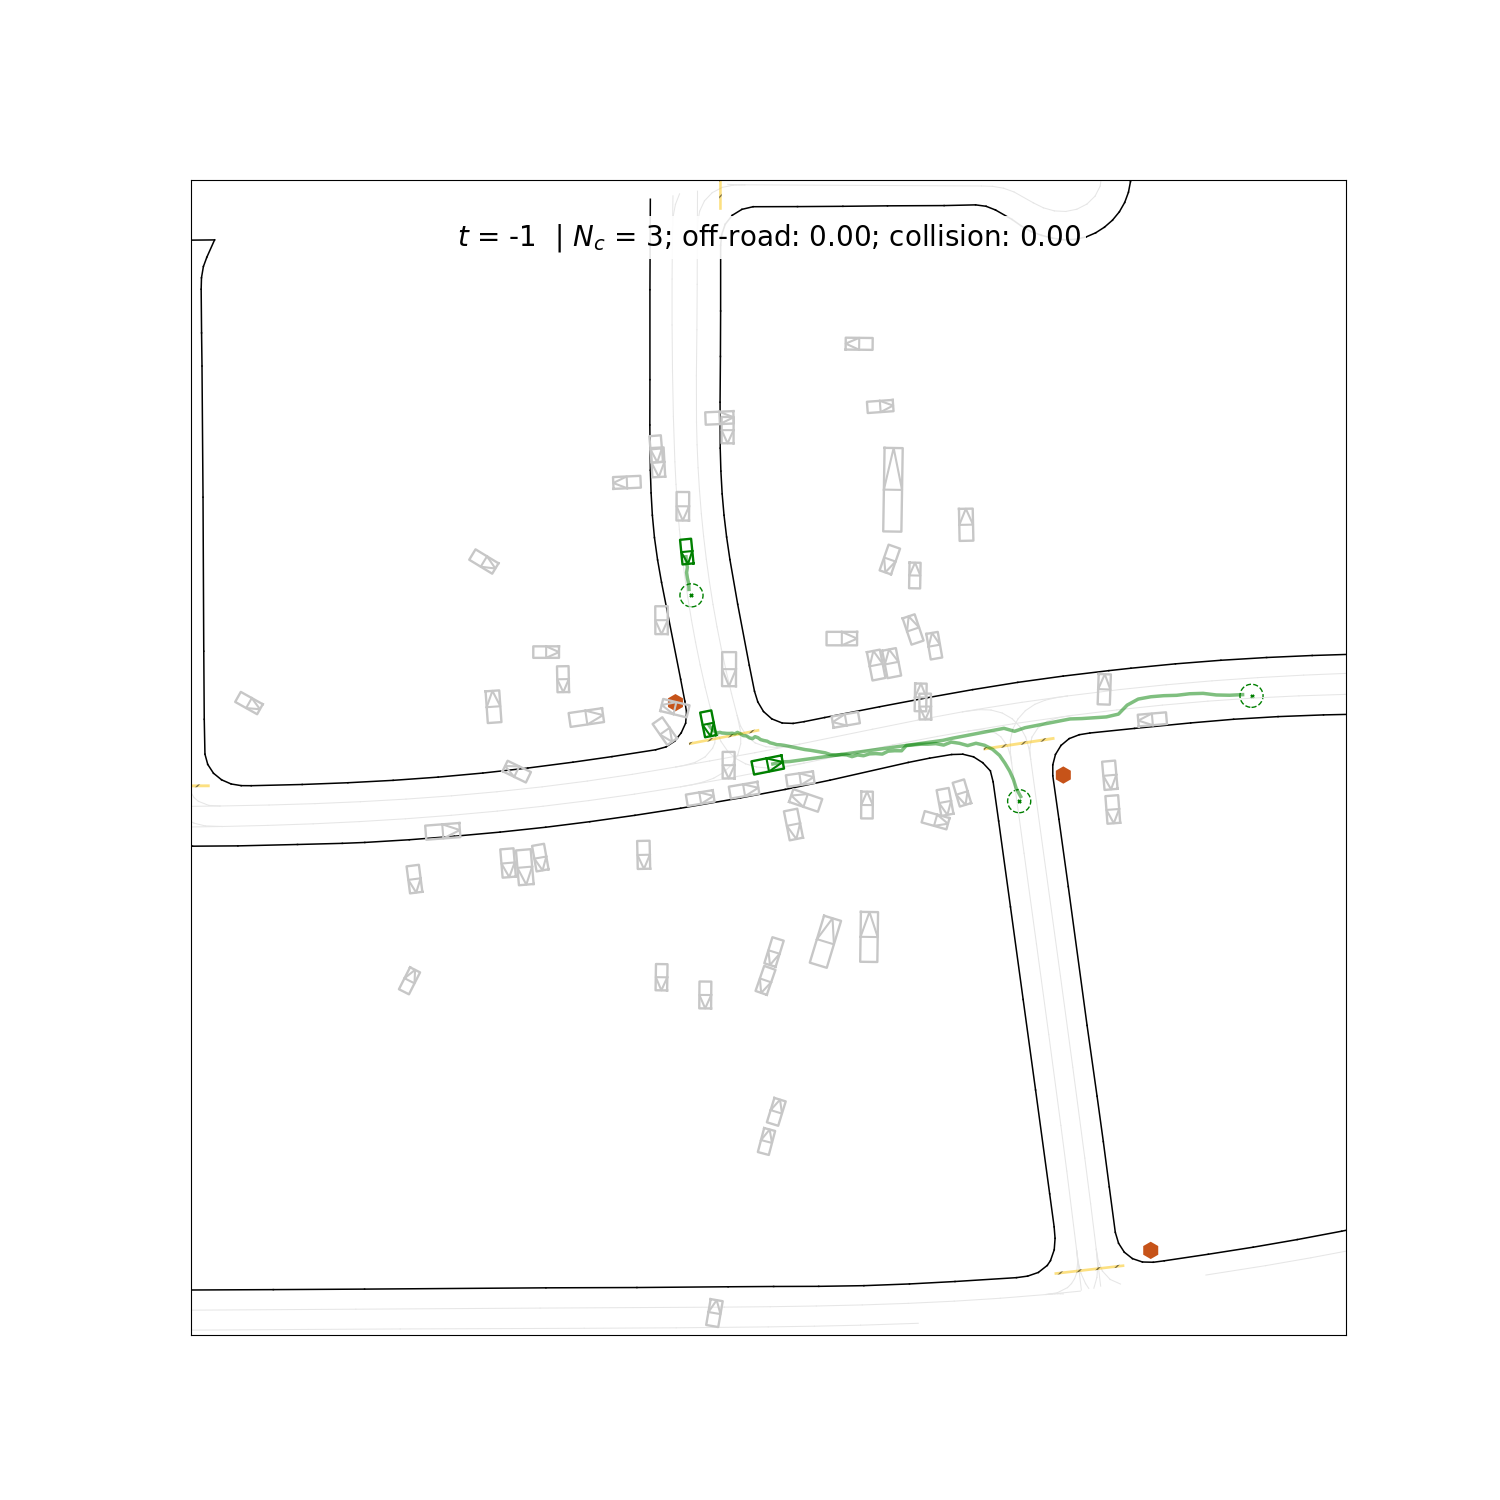 t = -1 | N_c = 3; off-road: 0.00; collision: 0.00